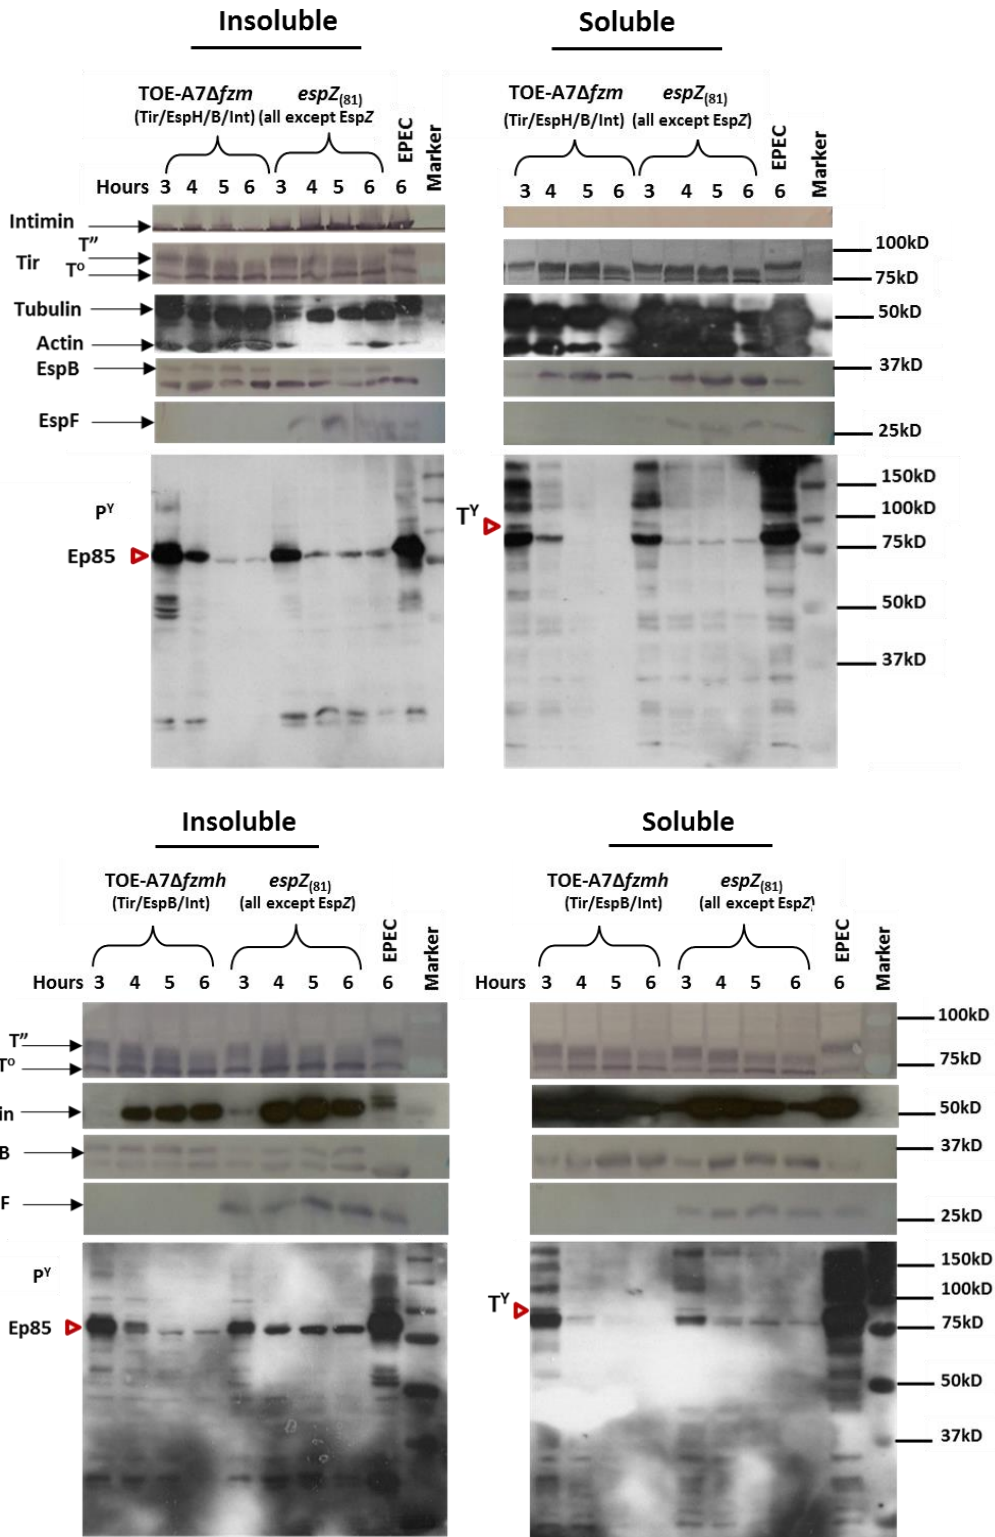 Insoluble Soluble
TOE-A7Δfzm espZ(81) TOE-A7Δfzm espZ(81)
(Tir/EspH/B/Int) (all except EspZ (Tir/EspH/B/Int) (all except EspZ)
EPEC Marker EPEC Marker
Hours 3 4 5 6 3 4 5 6 6 3 4 5 6 3 4 5 6 6
Intimin
T” 100kD
Tir T⁰ 75kD
Tubulin 50kD
Actin
EspB 37kD
EspF 25kD
150kD
Pʸ Tʸ 100kD
Ep85 75kD
50kD
37kD
Insoluble Soluble
TOE-A7Δfzmh espZ(81) TOE-A7Δfzmh espZ(81)
(Tir/EspB/Int) (all except EspZ) (Tir/EspB/Int) (all except EspZ)
EPEC Marker EPEC Marker
Hours 3 4 5 6 3 4 5 6 6 Hours 3 4 5 6 3 4 5 6 6
100kD
T”
T⁰ 75kD
in 50kD
B 37kD
F 25kD
150kD
Pʸ Tʸ 100kD
Ep85 75kD
50kD
37kD